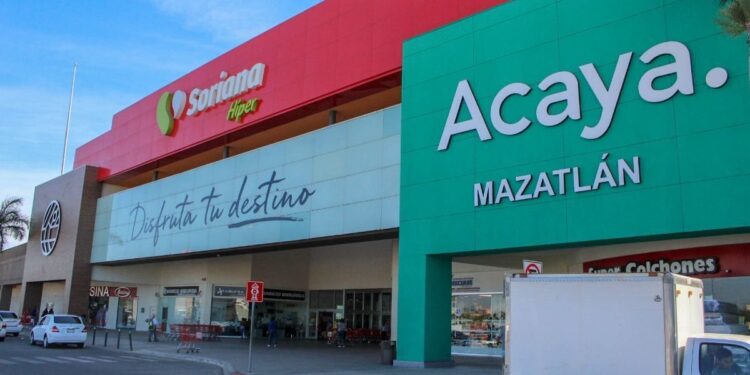 Soriana
Híper
Acaya.
MAZATLÁN
Disfruta tu destino
Super Colchones
SINA